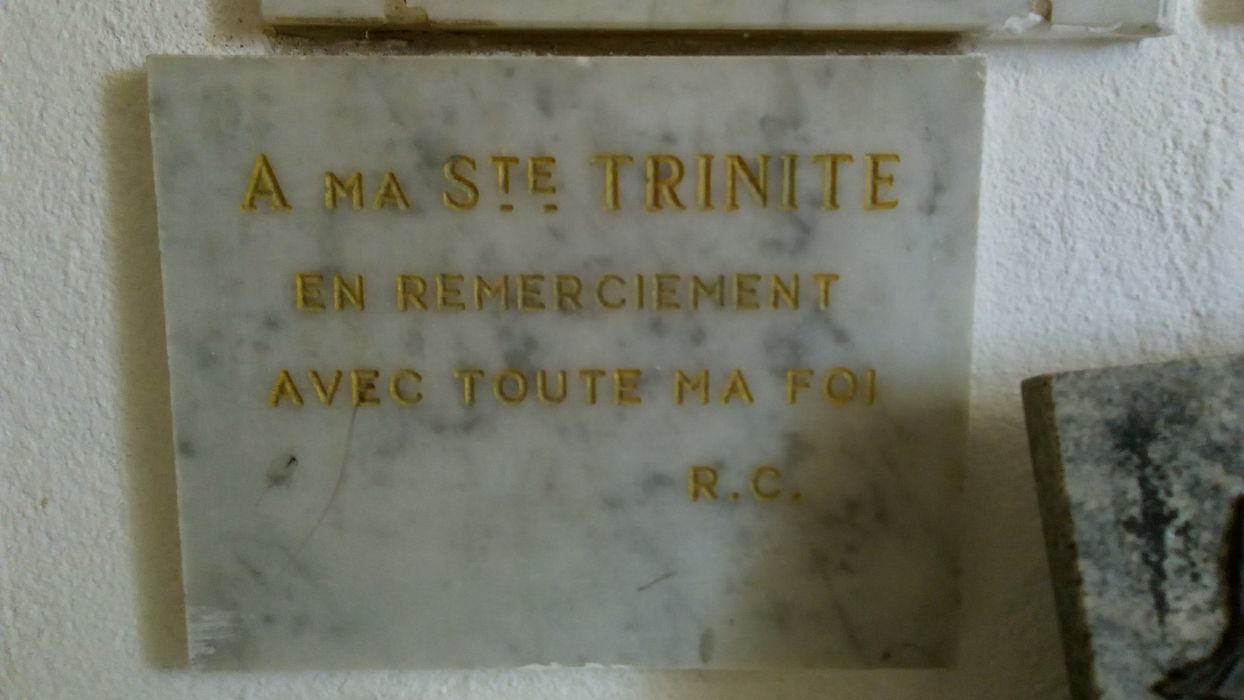 A MA STE TRINITE
EN REMERCIEMENT
AVEC TOUTE MA FOI
R.C.